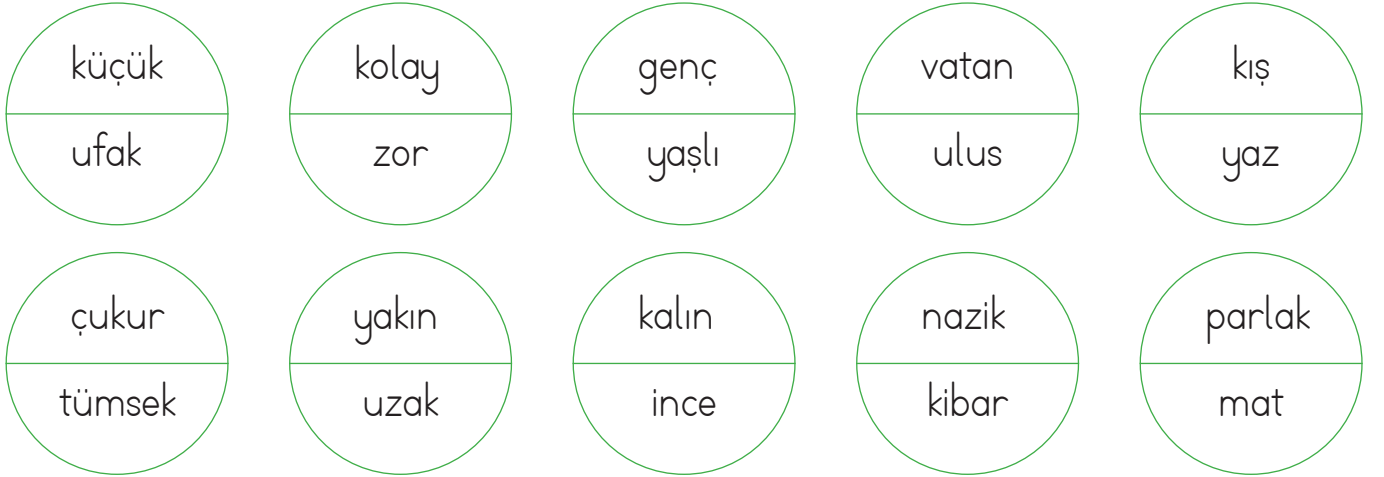 küçük
ufak
kolay
zor
genç
yaşlı
vatan
ulus
kış
yaz
çukur
tümsek
yakın
uzak
kalın
ince
nazik
kibar
parlak
mat